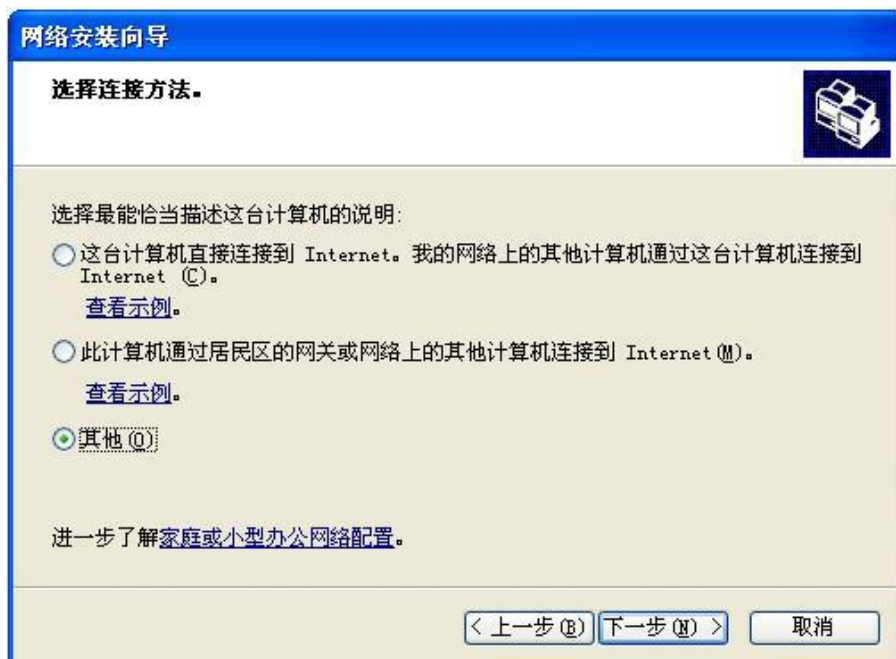 网络安装向导
选择连接方法。
选择最能恰当描述这台计算机的说明:
这台计算机直接连接到 Internet。我的网络上的其他计算机通过这台计算机连接到
Internet (C)。
查看示例。
此计算机通过居民区的网关或网络上的其他计算机连接到 Internet(M)。
查看示例。
其他(O)
进一步了解家庭或小型办公网络配置。
< 上一步(B) 下一步(N) > 取消